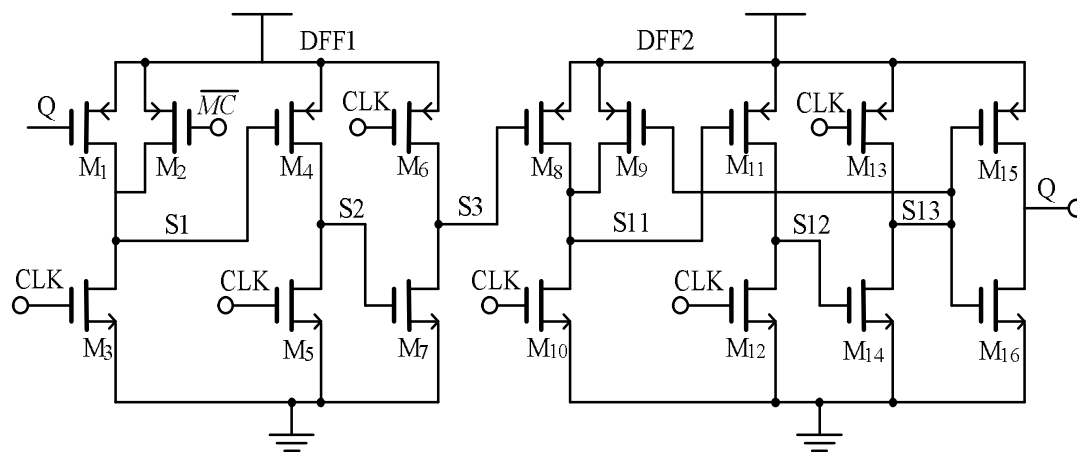 DFF1
DFF2
Q
MC
CLK
CLK
M1
M2
M4
M6
M8
M9
M11
M13
M15
S1
S2
S3
S11
S12
S13
Q
CLK
CLK
CLK
CLK
M3
M5
M7
M10
M12
M14
M16